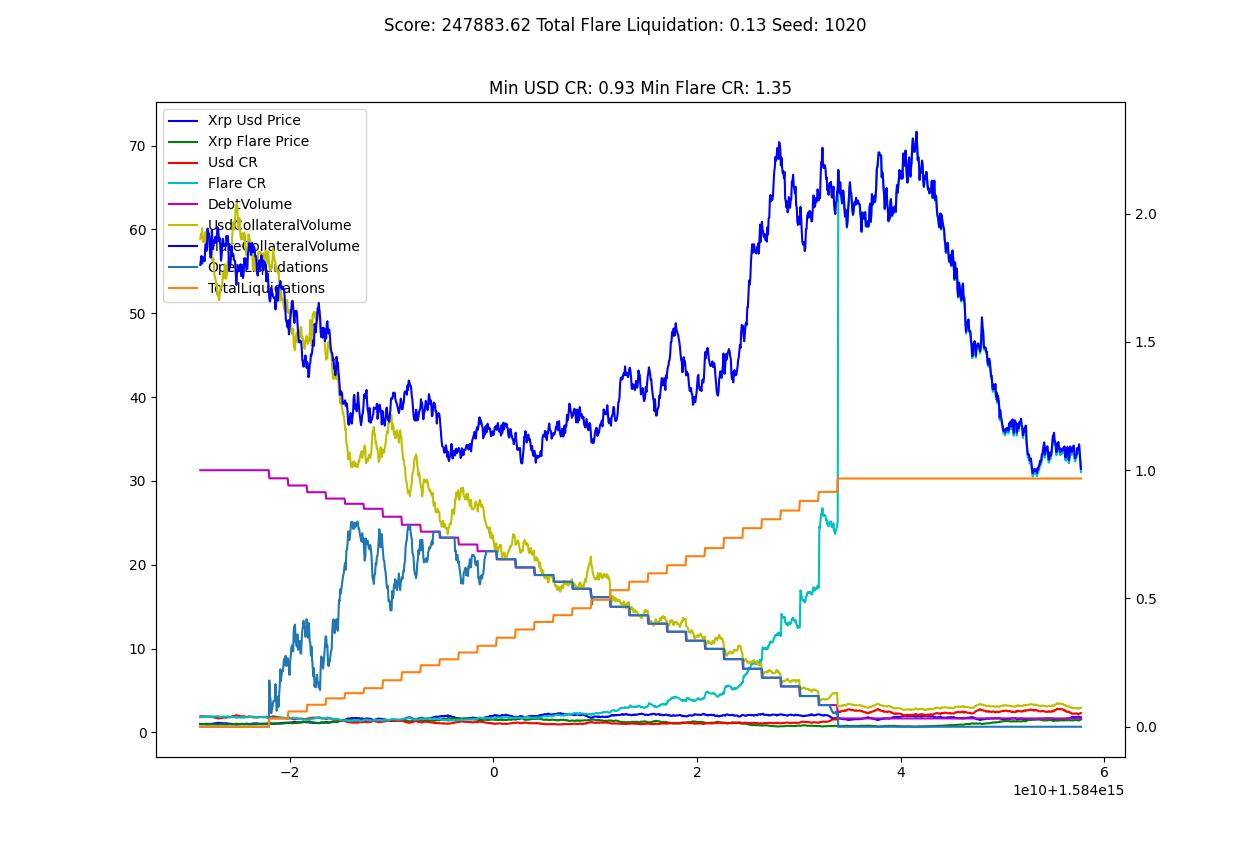 Score: 247883.62 Total Flare Liquidation: 0.13 Seed: 1020
Min USD CR: 0.93 Min Flare CR: 1.35
Xrp Usd Price
Xrp Flare Price
Usd CR
Flare CR
DebtVolume
UsdCollateralVolume
FlareCollateralVolume
OpenLiquidations
TotalLiquidations
70
60
50
40
30
20
10
0
2.0
1.5
1.0
0.5
0.0
−2
0
2
4
6
1e10+1.584e15